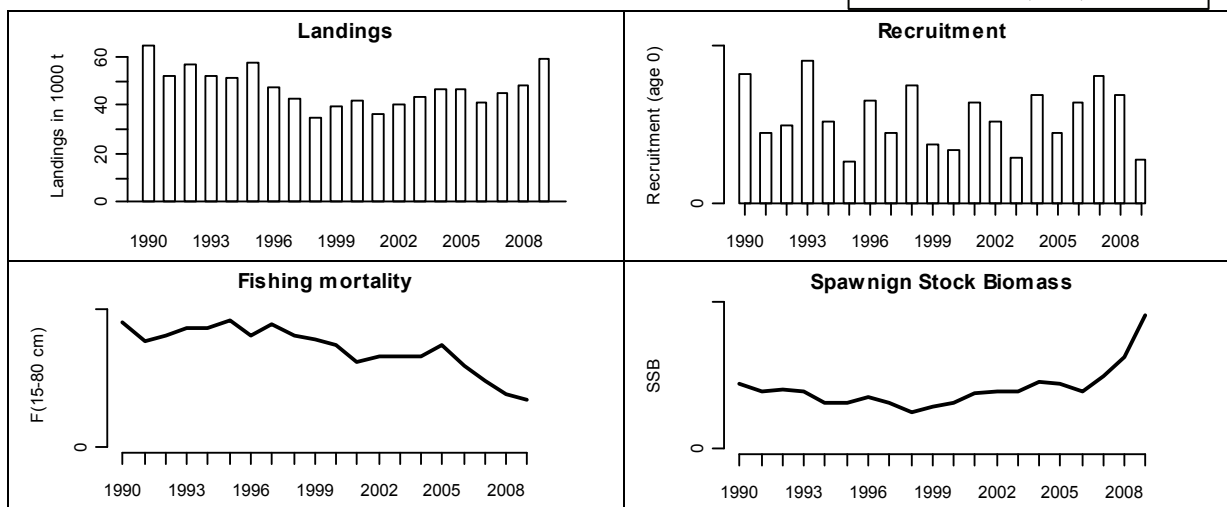 Landings
Landings in 1000 t
60
40
20
0
1990 1993 1996 1999 2002 2005 2008
Recruitment
Recruitment (age 0)
0
1990 1993 1996 1999 2002 2005 2008
Fishing mortality
F(15-80 cm)
0
1990 1993 1996 1999 2002 2005 2008
Spawnign Stock Biomass
SSB
0
1990 1993 1996 1999 2002 2005 2008